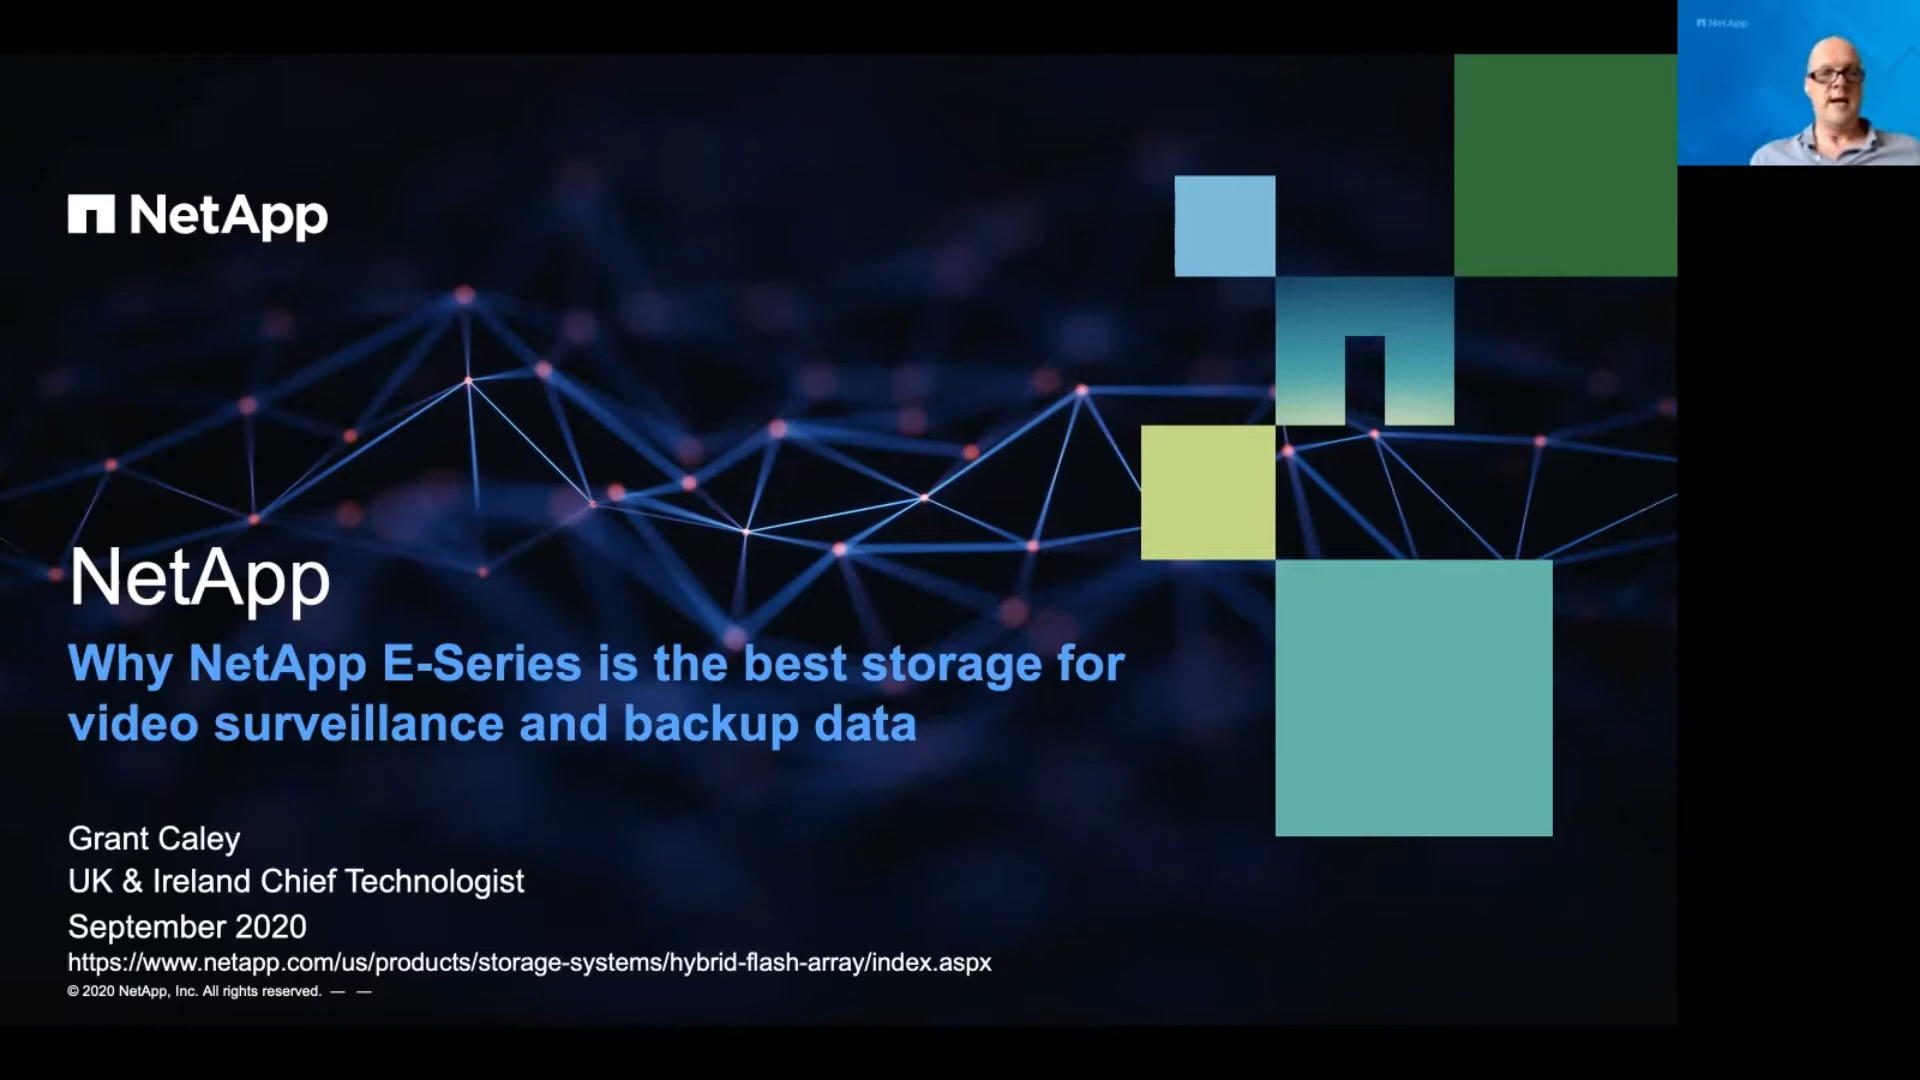 NetApp
NetApp
NetApp
Why NetApp E-Series is the best storage for
video surveillance and backup data
Grant Caley
UK & Ireland Chief Technologist
September 2020
https://www.netapp.com/us/products/storage-systems/hybrid-flash-array/index.aspx
© 2020 NetApp, Inc. All rights reserved. — —